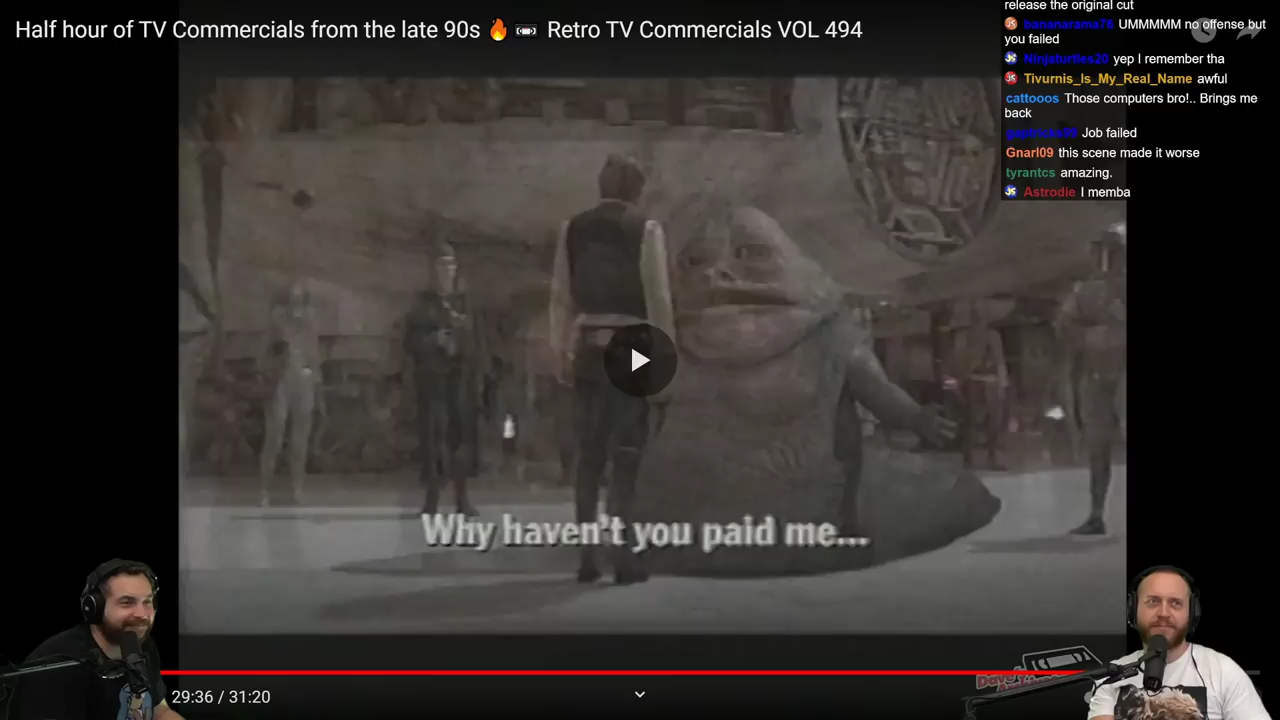 Half hour of TV Commercials from the late 90s 🔥📼 Retro TV Commercials VOL 494
release the original cut
bananarama76 UMMMMM no offense but
you failed
Ninjaturtles20 yep I remember tha
Tivurnis_Is_My_Real_Name awful
cattooos Those computers bro!.. Brings me
back
Job failed
Gnarl09 this scene made it worse
tyrantcs amazing.
Astrodie I memba
Why haven't you paid me...
29:36 / 31:20